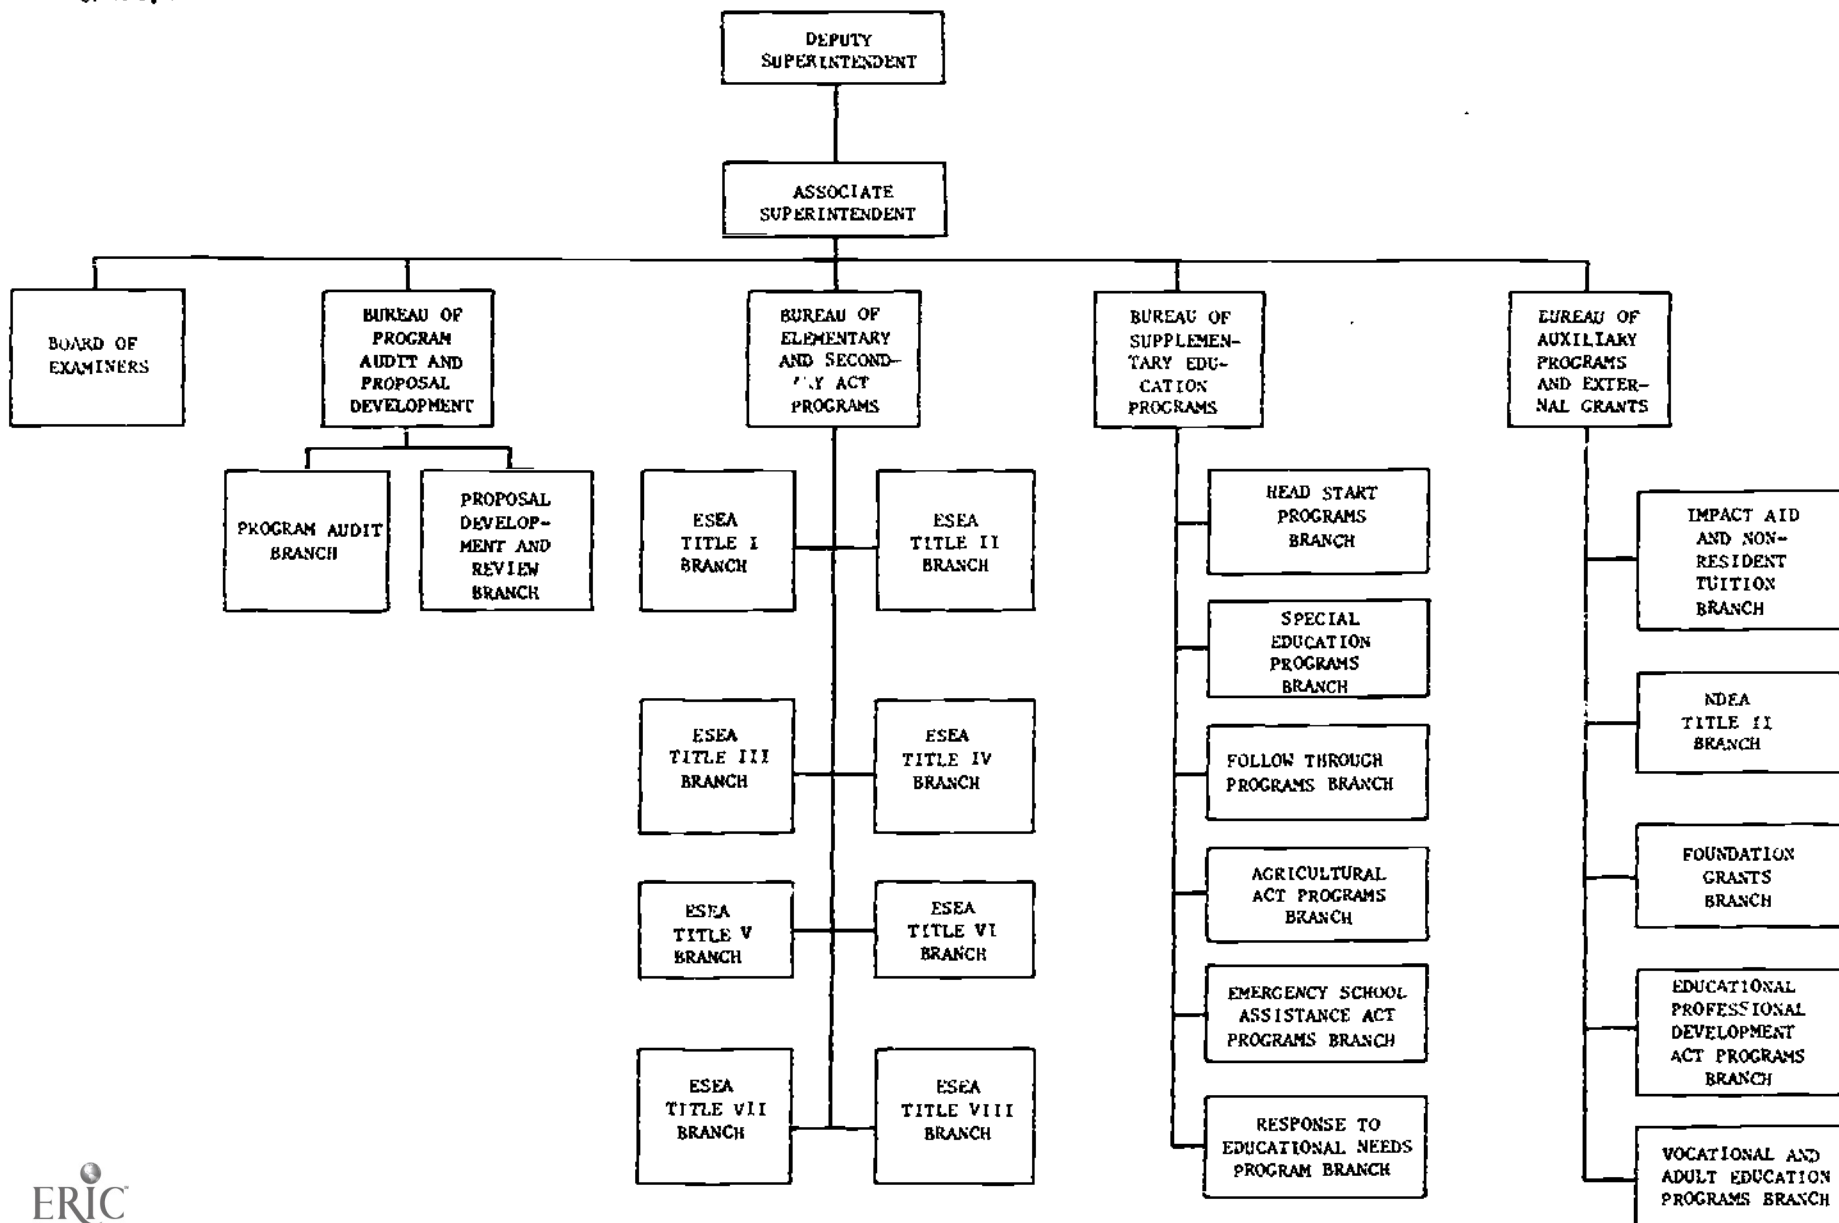 DEPUTY
SUPERINTENDENT
ASSOCIATE
SUPERINTENDENT
BOARD OF
EXAMINERS
BUREAU OF
PROGRAM
AUDIT AND
PROPOSAL
DEVELOPMENT
BUREAU OF
ELEMENTARY
AND SECOND-
ACT
PROGRAMS
BUREAU OF
SUPPLEMEN-
TARY EDU-
CATION
PROGRAMS
BUREAU OF
AUXILIARY
PROGRAMS
AND EXTER-
NAL GRANTS
PROGRAM AUDIT
BRANCH
PROPOSAL
DEVELOP-
MENT AND
REVIEW
BRANCH
ESEA
TITLE I
BRANCH
ESEA
TITLE II
BRANCH
ESEA
TITLE III
BRANCH
ESEA
TITLE IV
BRANCH
ESEA
TITLE V
BRANCH
ESEA
TITLE VI
BRANCH
ESEA
TITLE VII
BRANCH
ESEA
TITLE VIII
BRANCH
HEAD START
PROGRAMS
BRANCH
SPECIAL
EDUCATION
PROGRAMS
BRANCH
FOLLOW THROUGH
PROGRAMS BRANCH
AGRICULTURAL
ACT PROGRAMS
BRANCH
EMERGENCY SCHOOL
ASSISTANCE ACT
PROGRAMS BRANCH
RESPONSE TO
EDUCATIONAL NEEDS
PROGRAM BRANCH
IMPACT AID
AND NON-
RESIDENT
TUITION
BRANCH
NDEA
TITLE II
BRANCH
FOUNDATION
GRANTS
BRANCH
EDUCATIONAL
PROFESSIONAL
DEVELOPMENT
ACT PROGRAMS
BRANCH
VOCATIONAL AND
ADULT EDUCATION
PROGRAMS BRANCH
ERIC